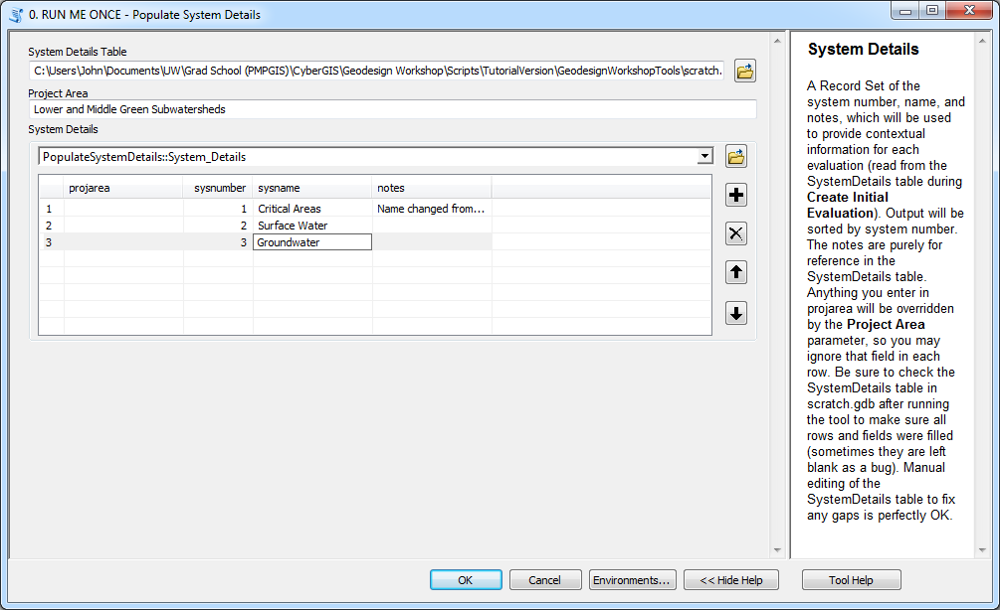 0. RUN ME ONCE - Populate System Details
System Details Table
C:\Users\John\Documents\UW\Grad School (PMPGIS)\CyberGIS\Geodesign Workshop\Scripts\TutorialVersion\GeodesignWorkshopTools\scratch.
Project Area
Lower and Middle Green Subwatersheds
System Details
PopulateSystemDetails::System_Details
projarea sysnumber sysname notes
1 1 Critical Areas Name changed from...
2 2 Surface Water
3 3 Groundwater
OK Cancel Environments... << Hide Help Tool Help
System Details
A Record Set of the
system number, name, and
notes, which will be used
to provide contextual
information for each
evaluation (read from the
SystemDetails table during
Create Initial
Evaluation). Output will be
sorted by system number.
The notes are purely for
reference in the
SystemDetails table.
Anything you enter in
projarea will be overridden
by the Project Area
parameter, so you may
ignore that field in each
row. Be sure to check the
SystemDetails table in
scratch.gdb after running
the tool to make sure all
rows and fields were filled
(sometimes they are left
blank as a bug). Manual
editing of the
SystemDetails table to fix
any gaps is perfectly OK.